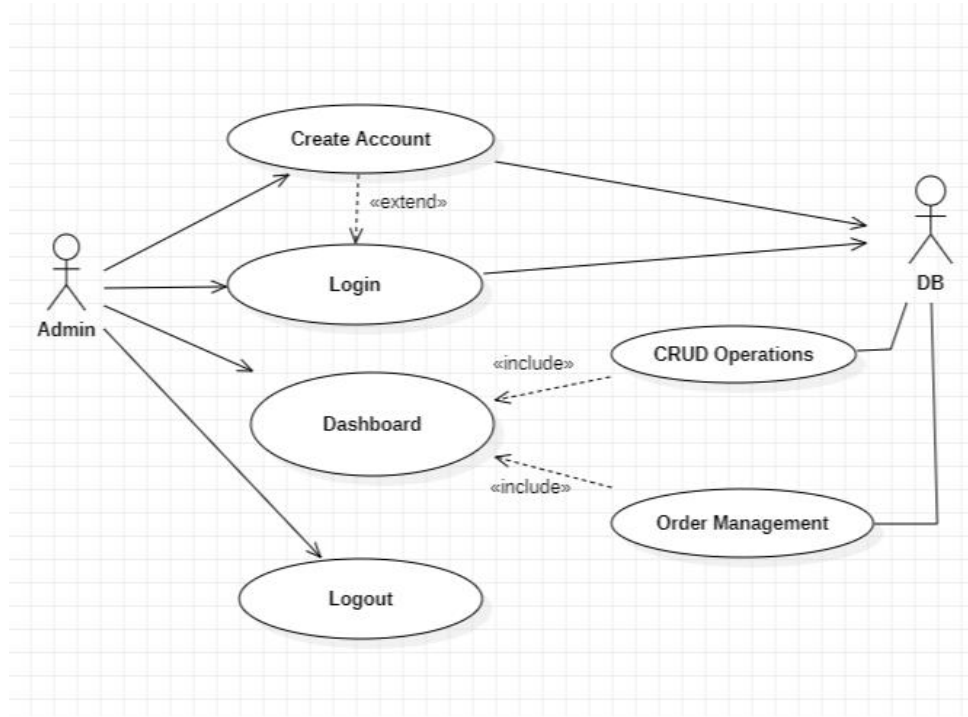 Create Account
«extend»
Admin
Login
DB
CRUD Operations
«include»
Dashboard
«include»
Order Management
Logout